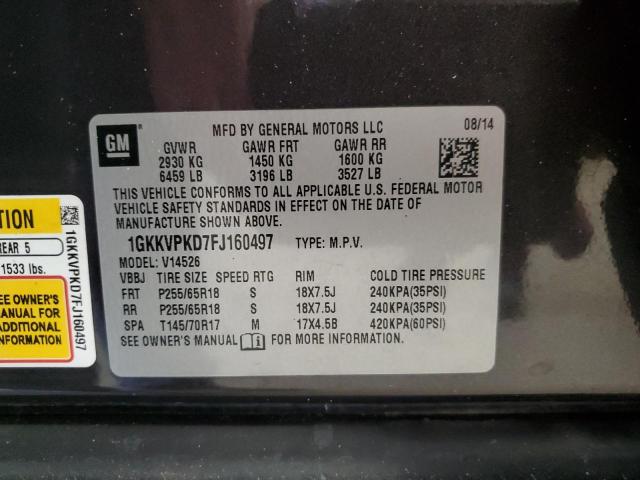 GM
MFD BY GENERAL MOTORS LLC 08/14
GVWR GAWR FRT GAWR RR
2930 KG 1450 KG 1600 KG
6459 LB 3196 LB 3527 LB
THIS VEHICLE CONFORMS TO ALL APPLICABLE U.S. FEDERAL MOTOR
VEHICLE SAFETY STANDARDS IN EFFECT ON THE DATE OF
MANUFACTURE SHOWN ABOVE.
1GKKVPKD7FJ160497 TYPE: M.P.V.
MODEL: V14526
VBBJ TIRE SIZE SPEED RTG RIM COLD TIRE PRESSURE
FRT P255/65R18 S 18X7.5J 240KPA(35PSI)
RR P255/65R18 S 18X7.5J 240KPA(35PSI)
SPA T145/70R17 M 17X4.5B 420KPA(60PSI)
SEE OWNER'S MANUAL FOR MORE INFORMATION.
REAR 5
1533 lbs.
SEE OWNER'S
MANUAL FOR
ADDITIONAL
INFORMATION
1GKKVPKD7FJ160497